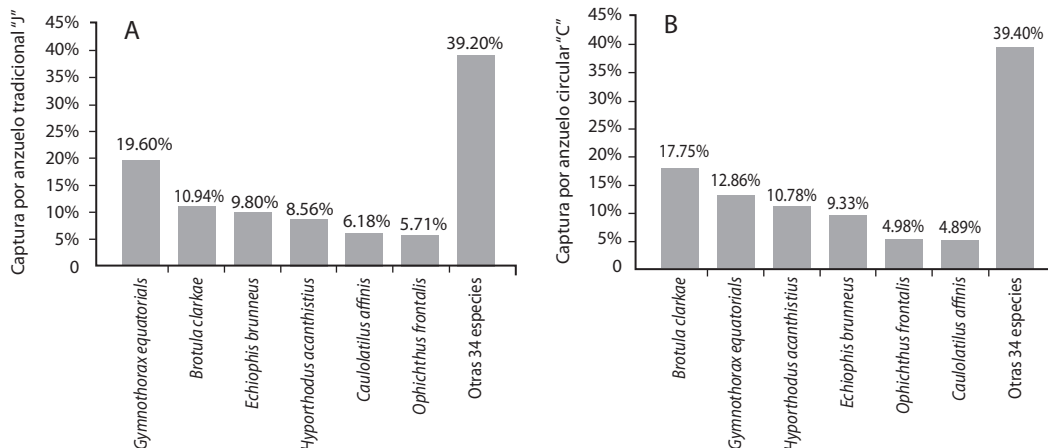 Captura por anzuelo tradicional "J"
A
45%
40%
35%
30%
25%
20%
15%
10%
5%
0
19.60%
10.94%
9.80%
8.56%
6.18%
5.71%
39.20%
Gymnothorax equatorials
Brotula clarkae
Echiophis brunneus
Hyporthodus acanthistius
Caulolatilus affinis
Ophichthus frontalis
Otras 34 especies
Captura por anzuelo circular "C"
B
45%
40%
35%
30%
25%
20%
15%
10%
5%
0
17.75%
12.86%
10.78%
9.33%
4.98%
4.89%
39.40%
Brotula clarkae
Gymnothorax equatorials
Hyporthodus acanthistius
Echiophis brunneus
Ophichthus frontalis
Caulolatilus affinis
Otras 34 especies